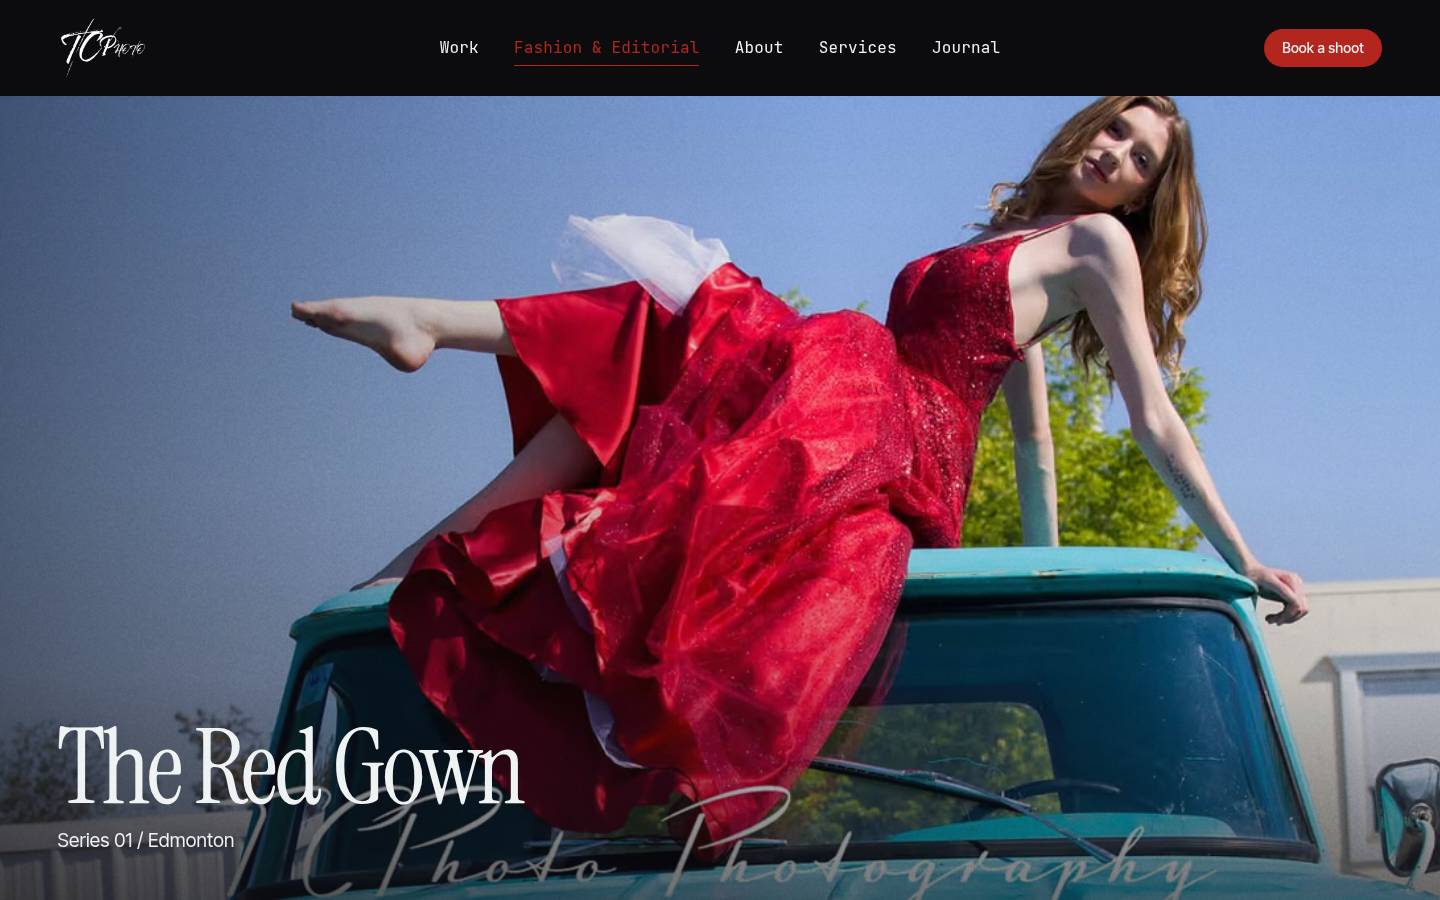 TCPhoto
Work
Fashion & Editorial
About
Services
Journal
Book a shoot
The Red Gown
Series 01 / Edmonton
TCPhoto Photography